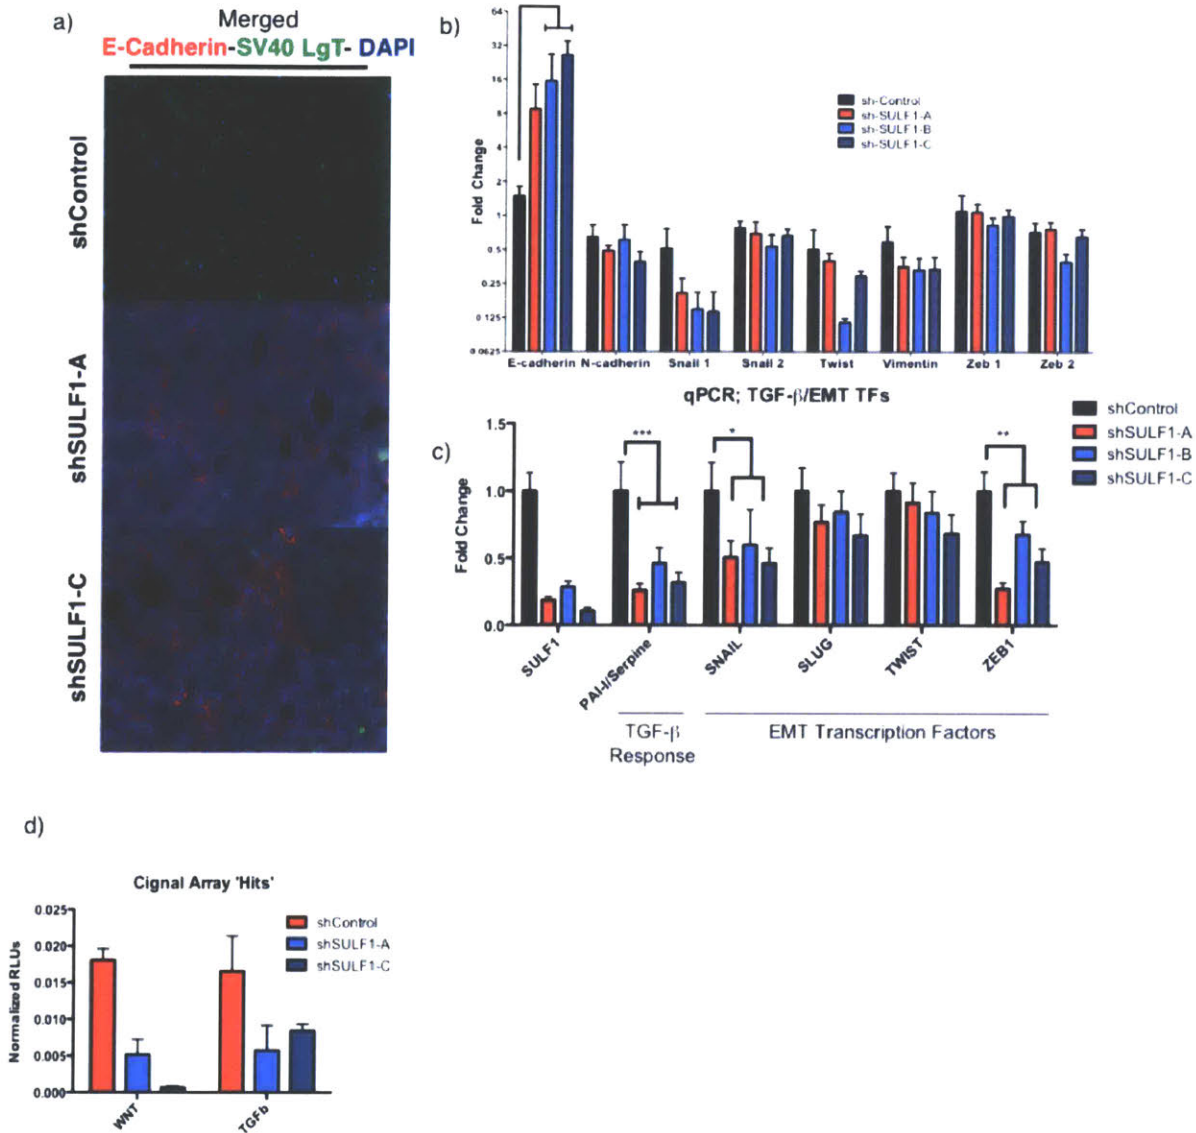 a)
Merged
E-Cadherin-SV40 LgT- DAPI
shControl
shSULF1-A
shSULF1-C
b)
Fold Change
64
32
16
8
4
2
1
0.5
0.25
0.125
0.0625
sh-Control
sh-SULF1-A
sh-SULF1-B
sh-SULF1-C
E-cadherin N-cadherin Snail 1 Snail 2 Twist Vimentin Zeb 1 Zeb 2
c)
qPCR; TGF-β/EMT TFs
Fold Change
1.5
1.0
0.5
0.0
*** * **
shControl
shSULF1-A
shSULF1-B
shSULF1-C
SULF1 PAI-I/Serpine SNAIL SLUG TWIST ZEB1
TGF-β
Response
EMT Transcription Factors
d)
Cignal Array 'Hits'
Normalized RLUs
0.025
0.020
0.015
0.010
0.005
0.000
shControl
shSULF1-A
shSULF1-C
WNT TGFb